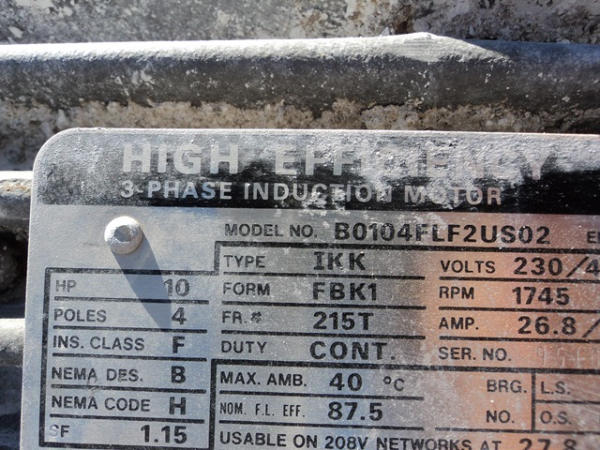 HIGH EFFICIENCY
3-PHASE INDUCTION MOTOR
MODEL NO. B0104FLF2US02
TYPE IKK VOLTS 230/4
HP 10 FORM FBK1 RPM 1745
POLES 4 FR.# 215T AMP. 26.8/
INS. CLASS F DUTY CONT. SER. NO.
NEMA DES. B MAX. AMB. 40 °C BRG. L.S.
NEMA CODE H NOM. F.L. EFF. 87.5 NO. O.S.
SF 1.15 USABLE ON 208V NETWORKS AT 27.8